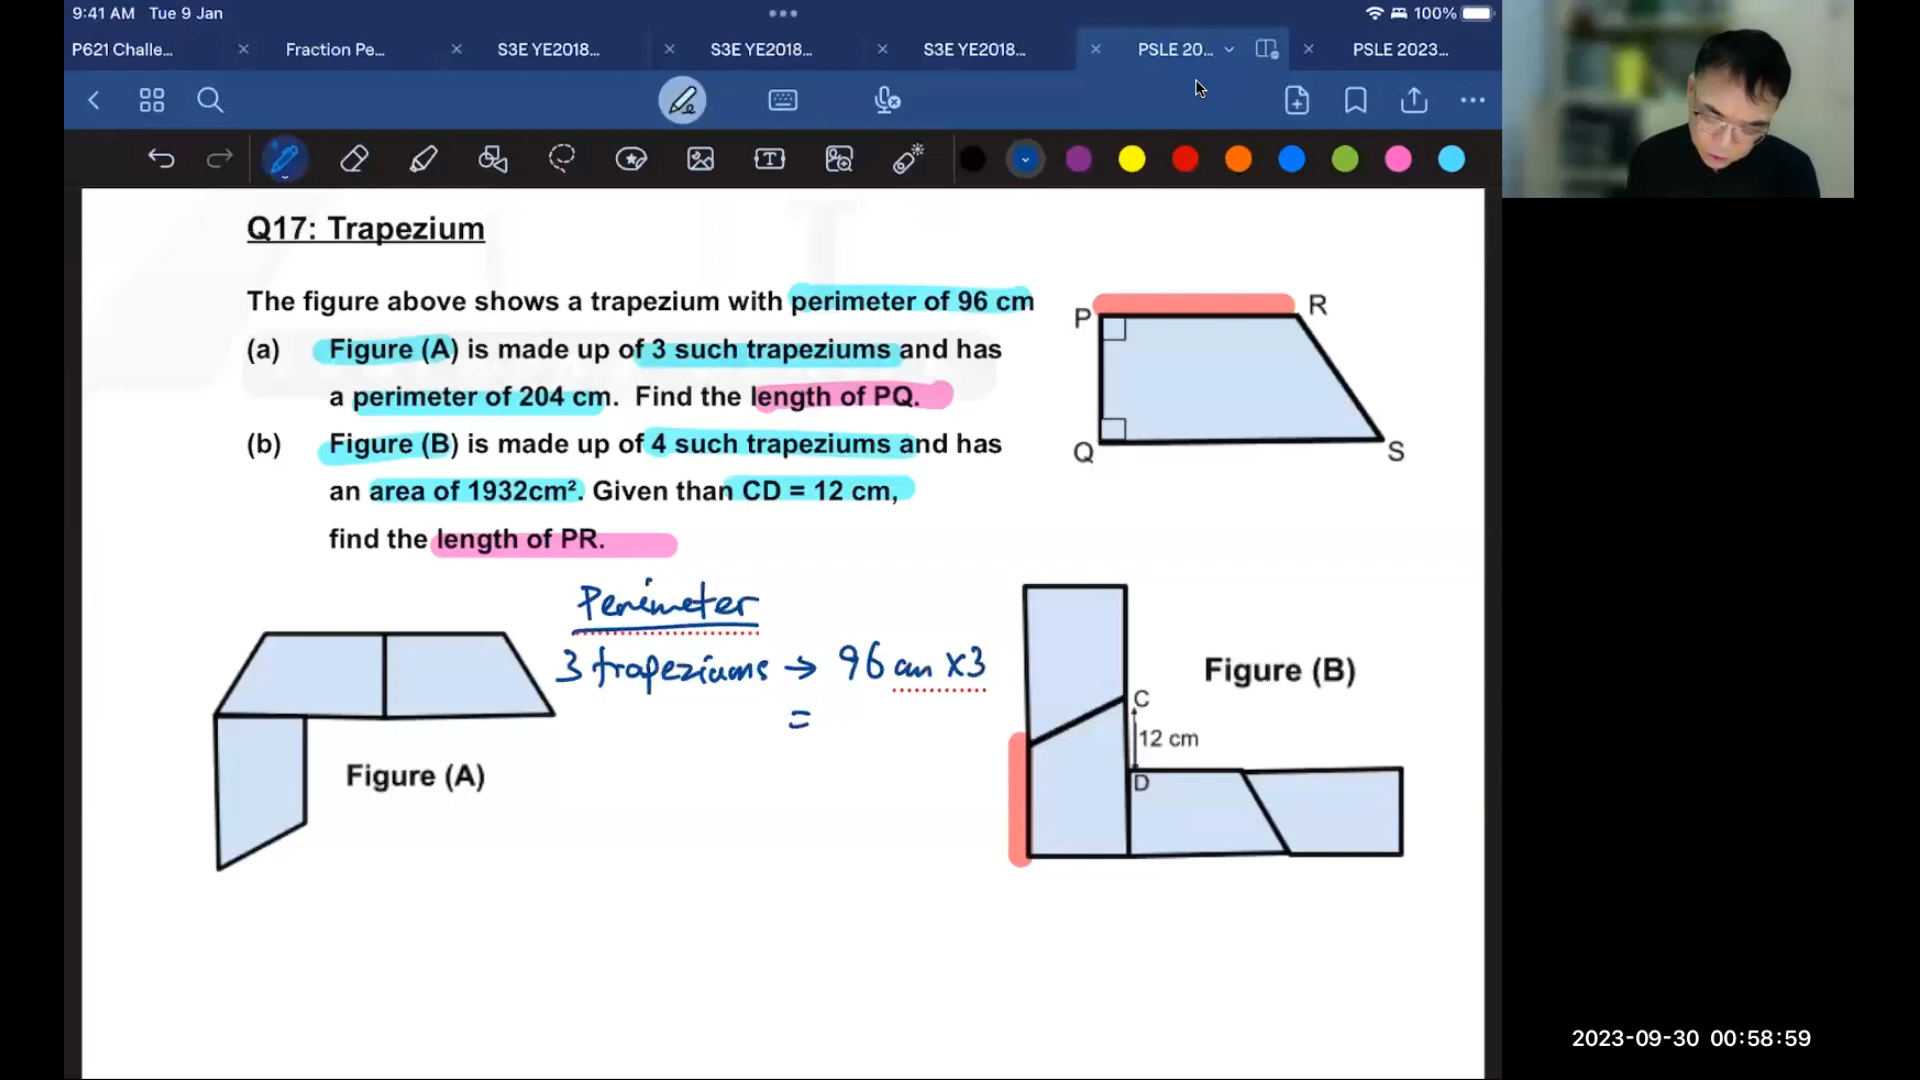 9:41 AM Tue 9 Jan
100%
P621 Challe...
Fraction Pe...
S3E YE2018...
S3E YE2018...
S3E YE2018...
PSLE 20...
PSLE 2023...
Q17: Trapezium
The figure above shows a trapezium with perimeter of 96 cm
(a) Figure (A) is made up of 3 such trapeziums and has
a perimeter of 204 cm. Find the length of PQ.
(b) Figure (B) is made up of 4 such trapeziums and has
an area of 1932cm². Given than CD = 12 cm,
find the length of PR.
P
R
Q
S
Perimeter
3 trapeziums → 96 cm x3
=
Figure (A)
Figure (B)
C
12 cm
D
2023-09-30 00:58:59